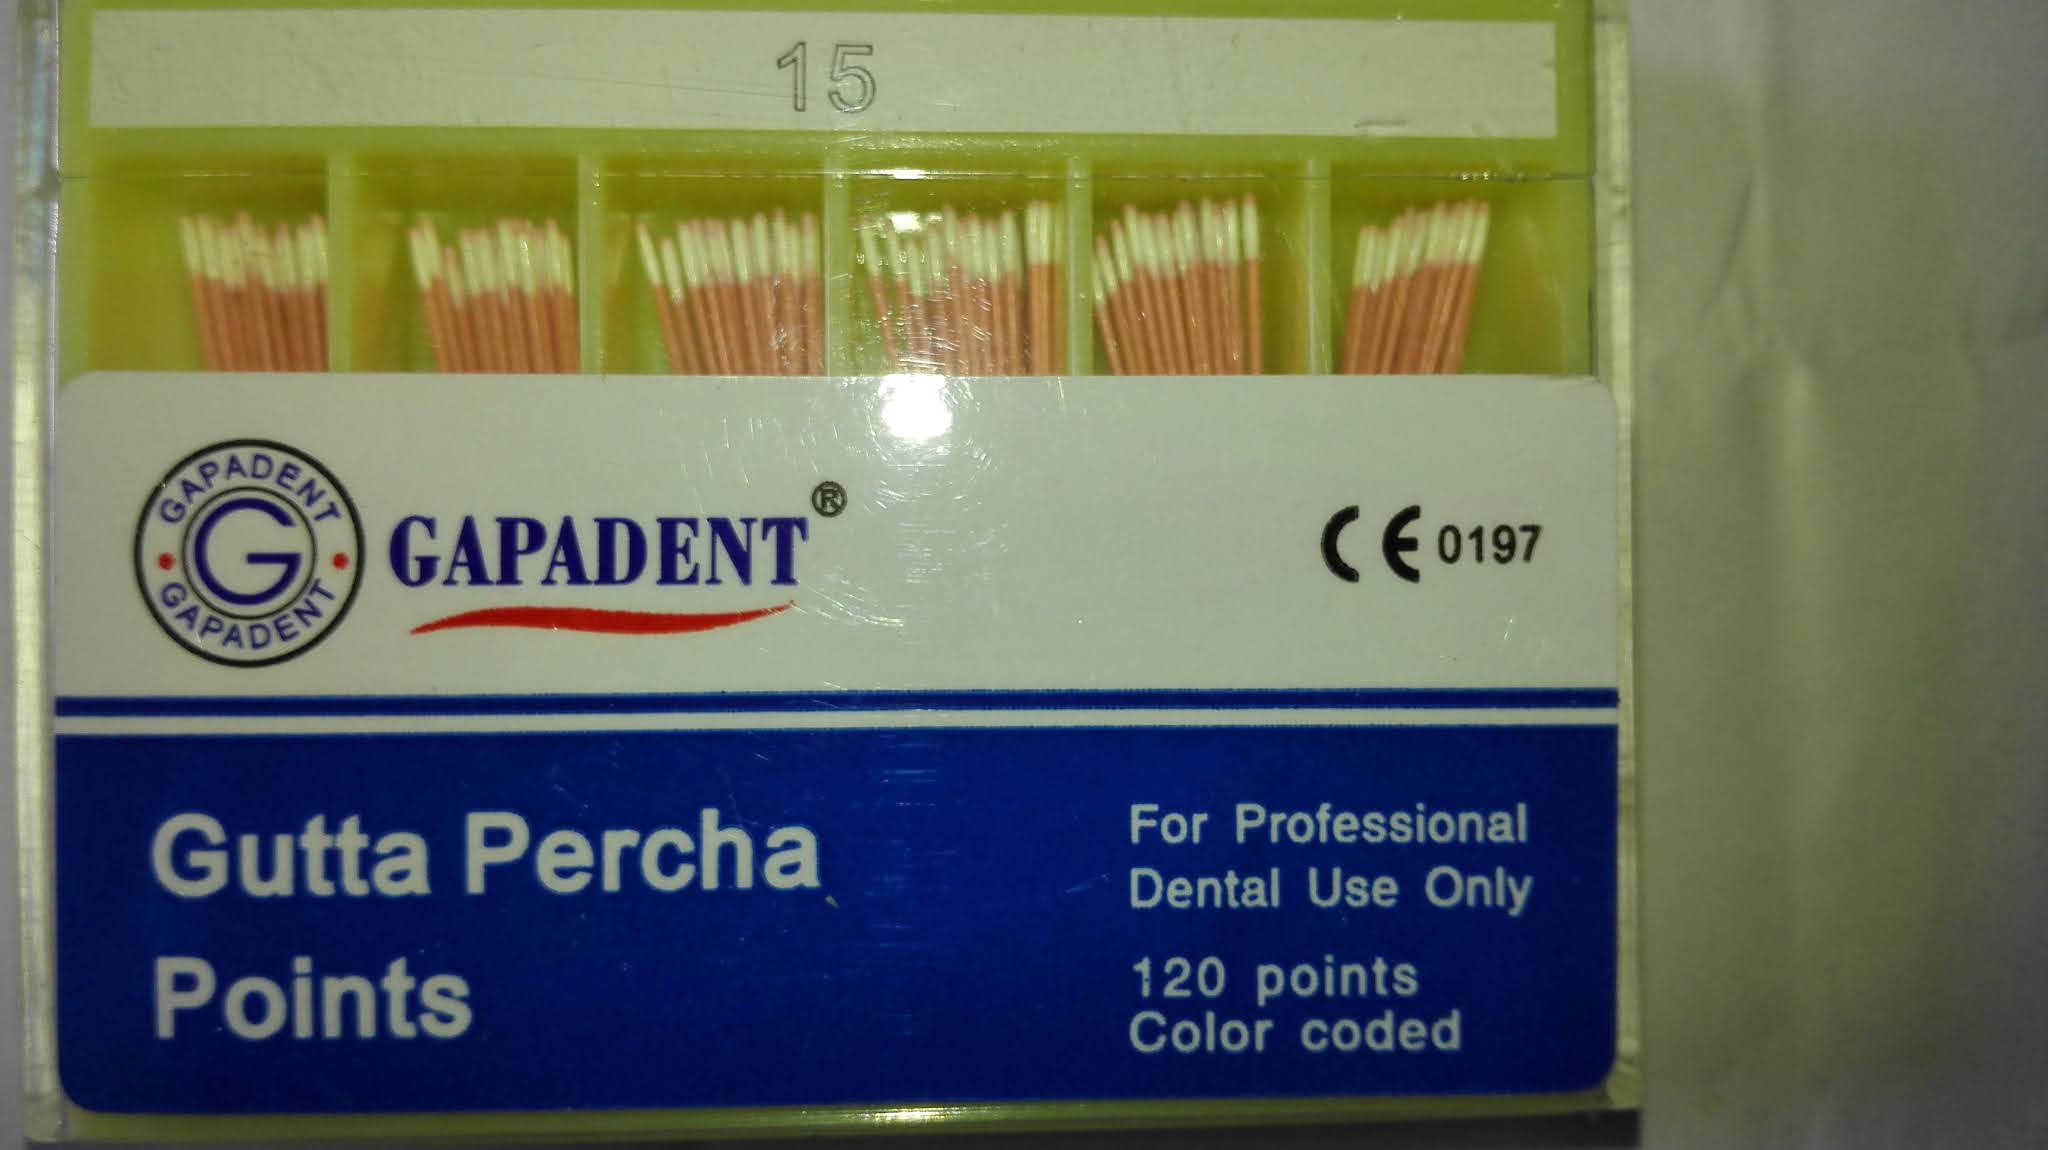 15
GAPADENT
G
GAPADENT
GAPADENT®
CE 0197
Gutta Percha
Points
For Professional
Dental Use Only
120 points
Color coded